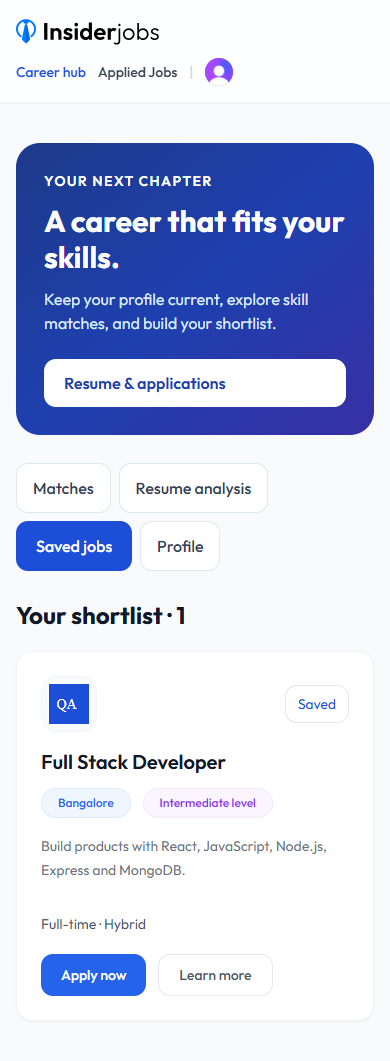 Insiderjobs
Career hub Applied Jobs |
YOUR NEXT CHAPTER
A career that fits your
skills.
Keep your profile current, explore skill
matches, and build your shortlist.
Resume & applications
Matches Resume analysis
Saved jobs Profile
Your shortlist · 1
QA Saved
Full Stack Developer
Bangalore Intermediate level
Build products with React, JavaScript, Node.js,
Express and MongoDB.
Full-time · Hybrid
Apply now Learn more